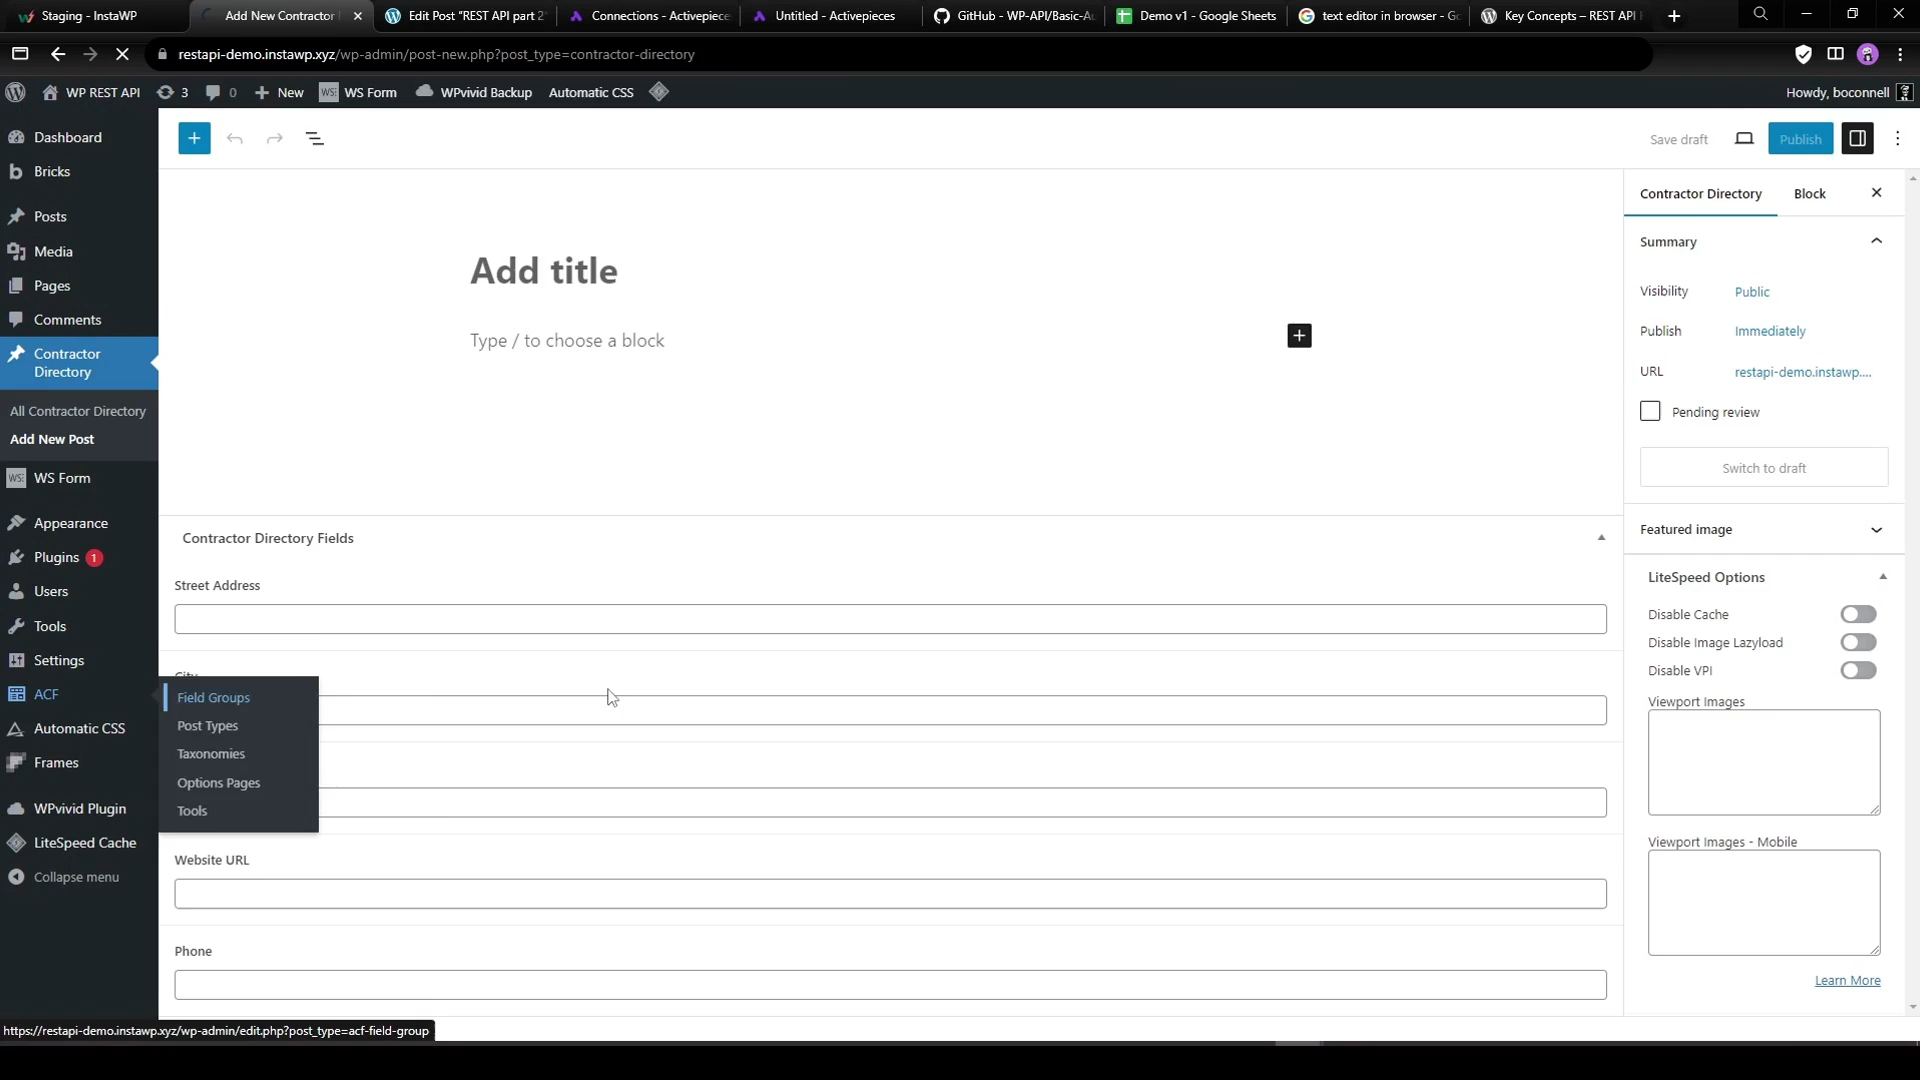 Staging - InstaWP
Add New Contractor
Edit Post "REST API part 2"
Connections - Activepiece
Untitled - Activepieces
GitHub - WP-API/Basic-Au
Demo v1 - Google Sheets
text editor in browser - Go
Key Concepts – REST API H
restapi-demo.instawp.xyz/wp-admin/post-new.php?post_type=contractor-directory
WP REST API
3
0
New
WS Form
WPvivid Backup
Automatic CSS
Howdy, boconnell
Dashboard
Bricks
Posts
Media
Pages
Comments
Contractor
Directory
All Contractor Directory
Add New Post
WS Form
Appearance
Plugins 1
Users
Tools
Settings
ACF
Automatic CSS
Frames
WPvivid Plugin
LiteSpeed Cache
Collapse menu
Field Groups
Post Types
Taxonomies
Options Pages
Tools
Save draft
Publish
Add title
Type / to choose a block
Contractor Directory Fields
Street Address
City
Website URL
Phone
Contractor Directory
Block
Summary
Visibility
Public
Publish
Immediately
URL
restapi-demo.instawp....
Pending review
Switch to draft
Featured image
LiteSpeed Options
Disable Cache
Disable Image Lazyload
Disable VPI
Viewport Images
Viewport Images - Mobile
Learn More
https://restapi-demo.instawp.xyz/wp-admin/edit.php?post_type=acf-field-group